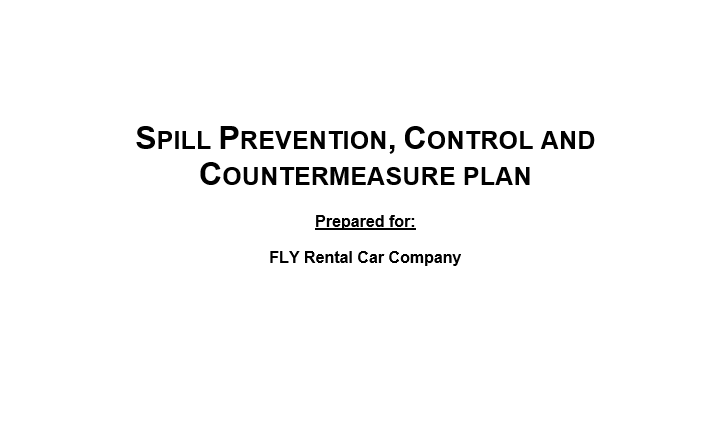 SPILL PREVENTION, CONTROL AND
COUNTERMEASURE PLAN
Prepared for:
FLY Rental Car Company